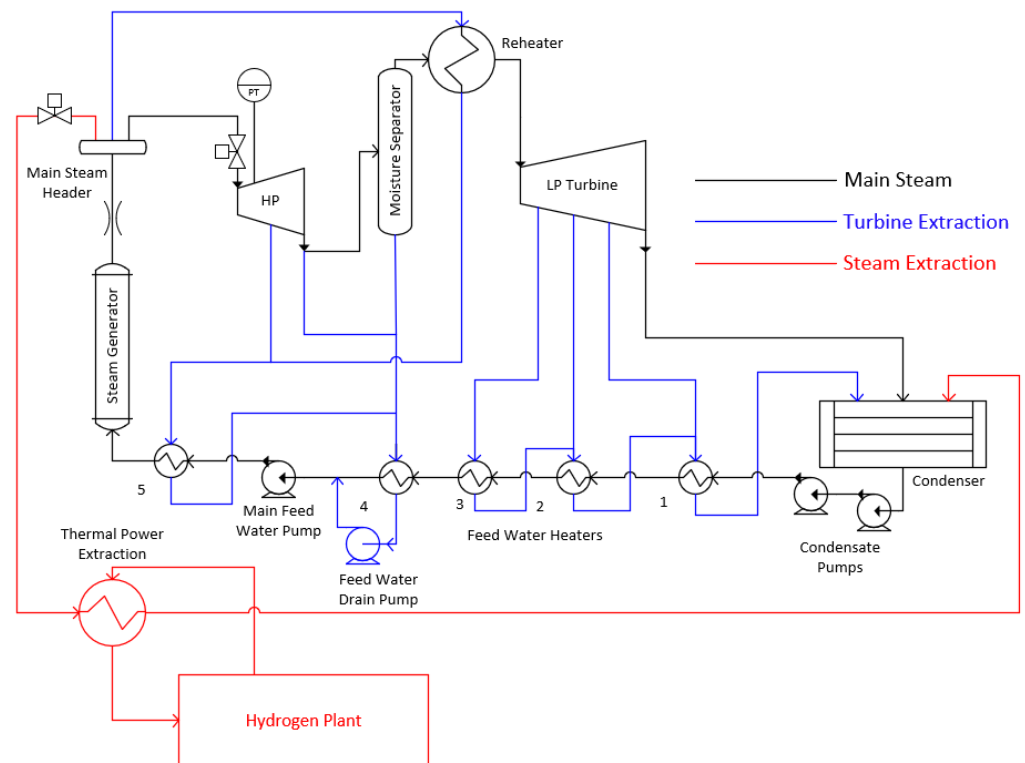 Reheater
PT
Main Steam
Header
HP
Moisture Separator
LP Turbine
Main Steam
Turbine Extraction
Steam Extraction
Steam Generator
Condenser
5
Main Feed
Water Pump
4
3
2
1
Feed Water Heaters
Condensate
Pumps
Thermal Power
Extraction
Feed Water
Drain Pump
Hydrogen Plant